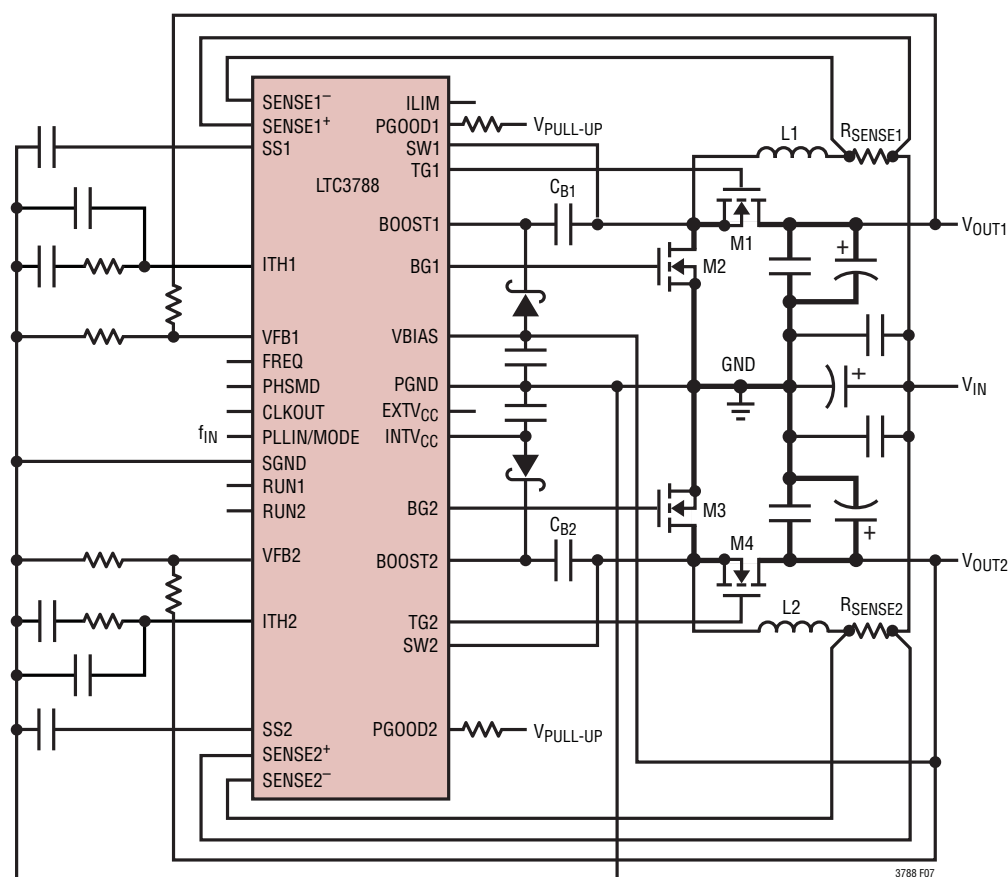 SENSE1–
SENSE1+
SS1
LTC3788
ITH1
VFB1
FREQ
PHSMD
CLKOUT
fIN
PLLIN/MODE
SGND
RUN1
RUN2
VFB2
ITH2
SS2
SENSE2+
SENSE2–
ILIM
PGOOD1
VPULL-UP
SW1
TG1
BOOST1
BG1
VBIAS
PGND
EXTVCC
INTVCC
BG2
BOOST2
TG2
SW2
PGOOD2
VPULL-UP
CB1
CB2
L1
RSENSE1
M1
M2
VOUT1
+
GND
+
VIN
M3
M4
+
VOUT2
L2
RSENSE2
3788 F07